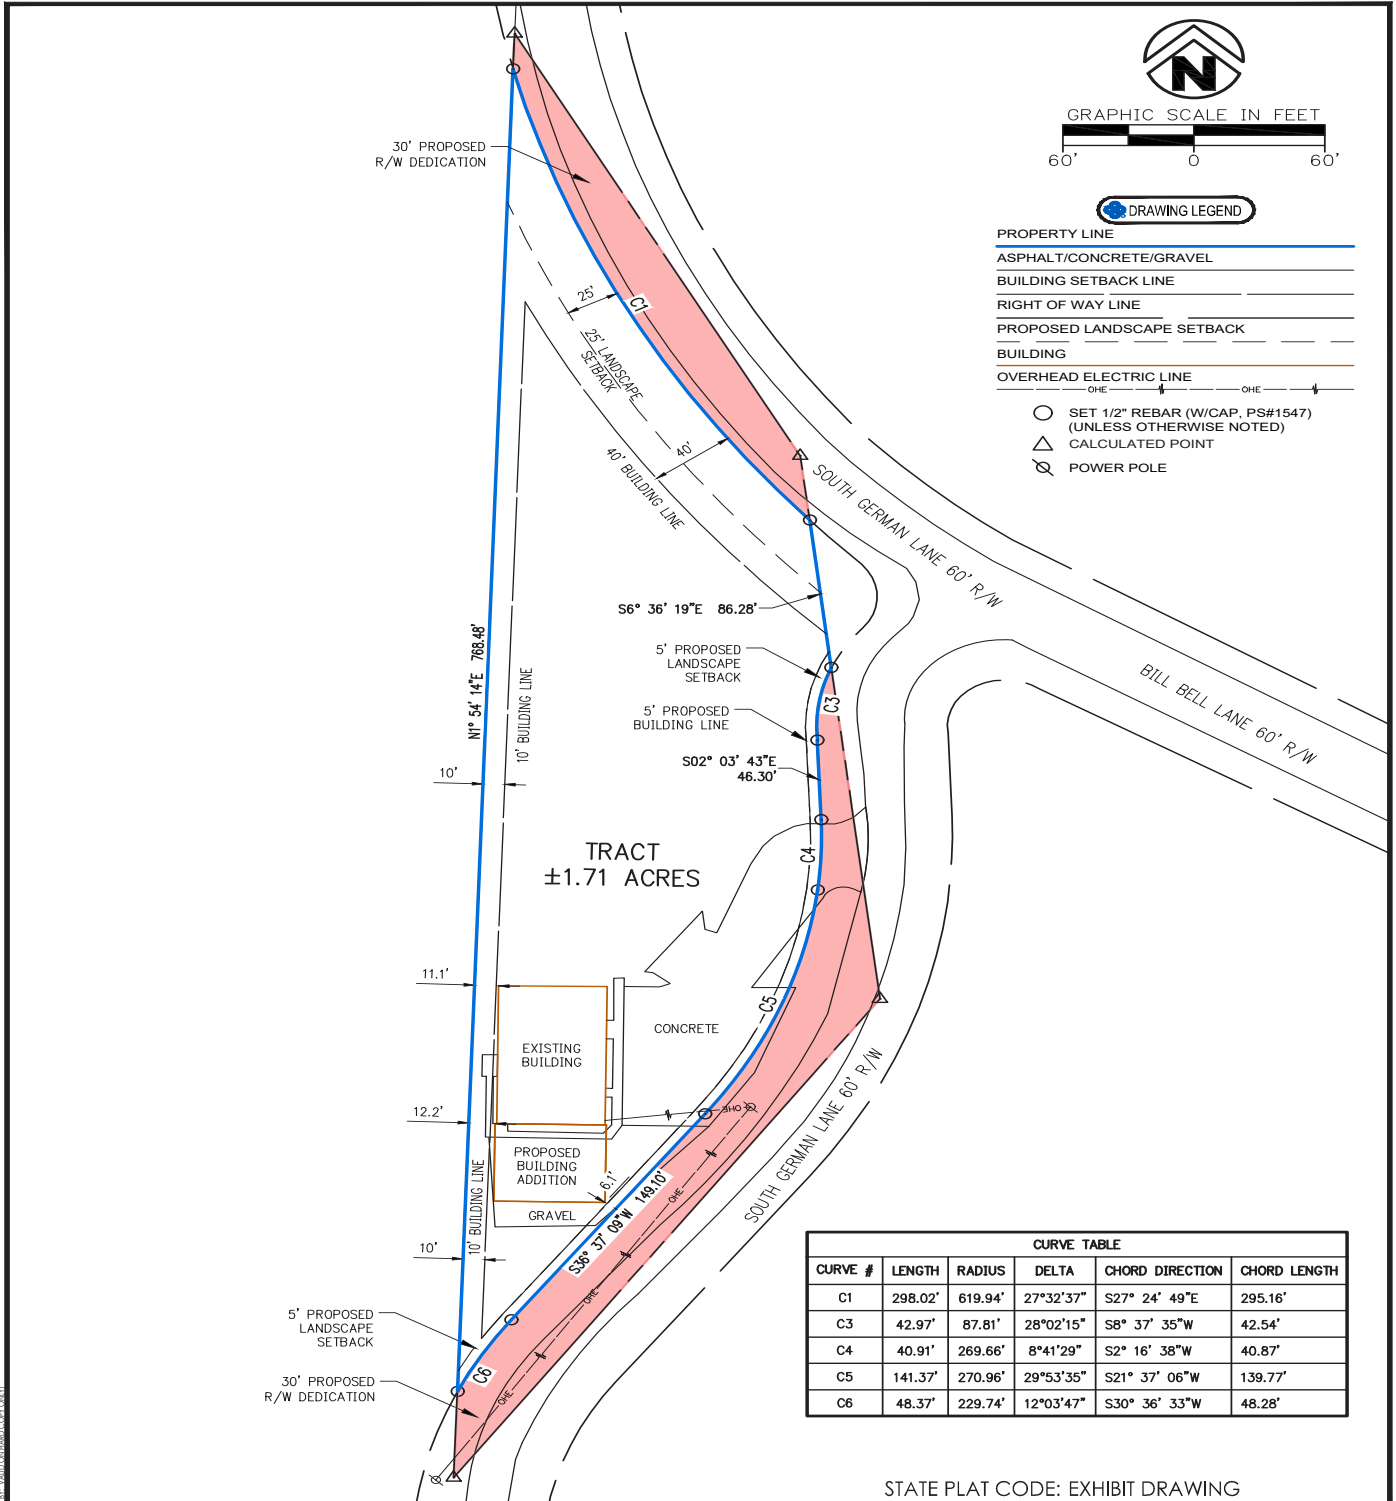 N
GRAPHIC SCALE IN FEET
60' 0 60'
DRAWING LEGEND
PROPERTY LINE
ASPHALT/CONCRETE/GRAVEL
BUILDING SETBACK LINE
RIGHT OF WAY LINE
PROPOSED LANDSCAPE SETBACK
BUILDING
OVERHEAD ELECTRIC LINE
OHE OHE
SET 1/2" REBAR (W/CAP, PS#1547)
(UNLESS OTHERWISE NOTED)
CALCULATED POINT
POWER POLE
30' PROPOSED
R/W DEDICATION
25'
C1
25' LANDSCAPE
SETBACK
40'
40' BUILDING LINE
SOUTH GERMAN LANE 60' R/W
S6° 36' 19"E 86.28'
5' PROPOSED
LANDSCAPE
SETBACK
C3
5' PROPOSED
BUILDING LINE
BILL BELL LANE 60' R/W
N1° 54' 14"E 768.48'
10' BUILDING LINE
S02° 03' 43"E
46.30'
10'
TRACT
±1.71 ACRES
C4
11.1'
C5
CONCRETE
EXISTING
BUILDING
12.2'
OHE
SOUTH GERMAN LANE 60' R/W
PROPOSED
BUILDING
ADDITION
6.1'
GRAVEL
10' BUILDING LINE
S36° 37' 09"W 149.10'
OHE
10'
OHE
5' PROPOSED
LANDSCAPE
SETBACK
C6
30' PROPOSED
R/W DEDICATION
OHE
CURVE TABLE
CURVE # LENGTH RADIUS DELTA CHORD DIRECTION CHORD LENGTH
C1 298.02' 619.94' 27°32'37" S27° 24' 49"E 295.16'
C3 42.97' 87.81' 28°02'15" S8° 37' 35"W 42.54'
C4 40.91' 269.66' 8°41'29" S2° 16' 38"W 40.87'
C5 141.37' 270.96' 29°53'35" S21° 37' 06"W 139.77'
C6 48.37' 229.74' 12°03'47" S30° 36' 33"W 48.28'
STATE PLAT CODE: EXHIBIT DRAWING